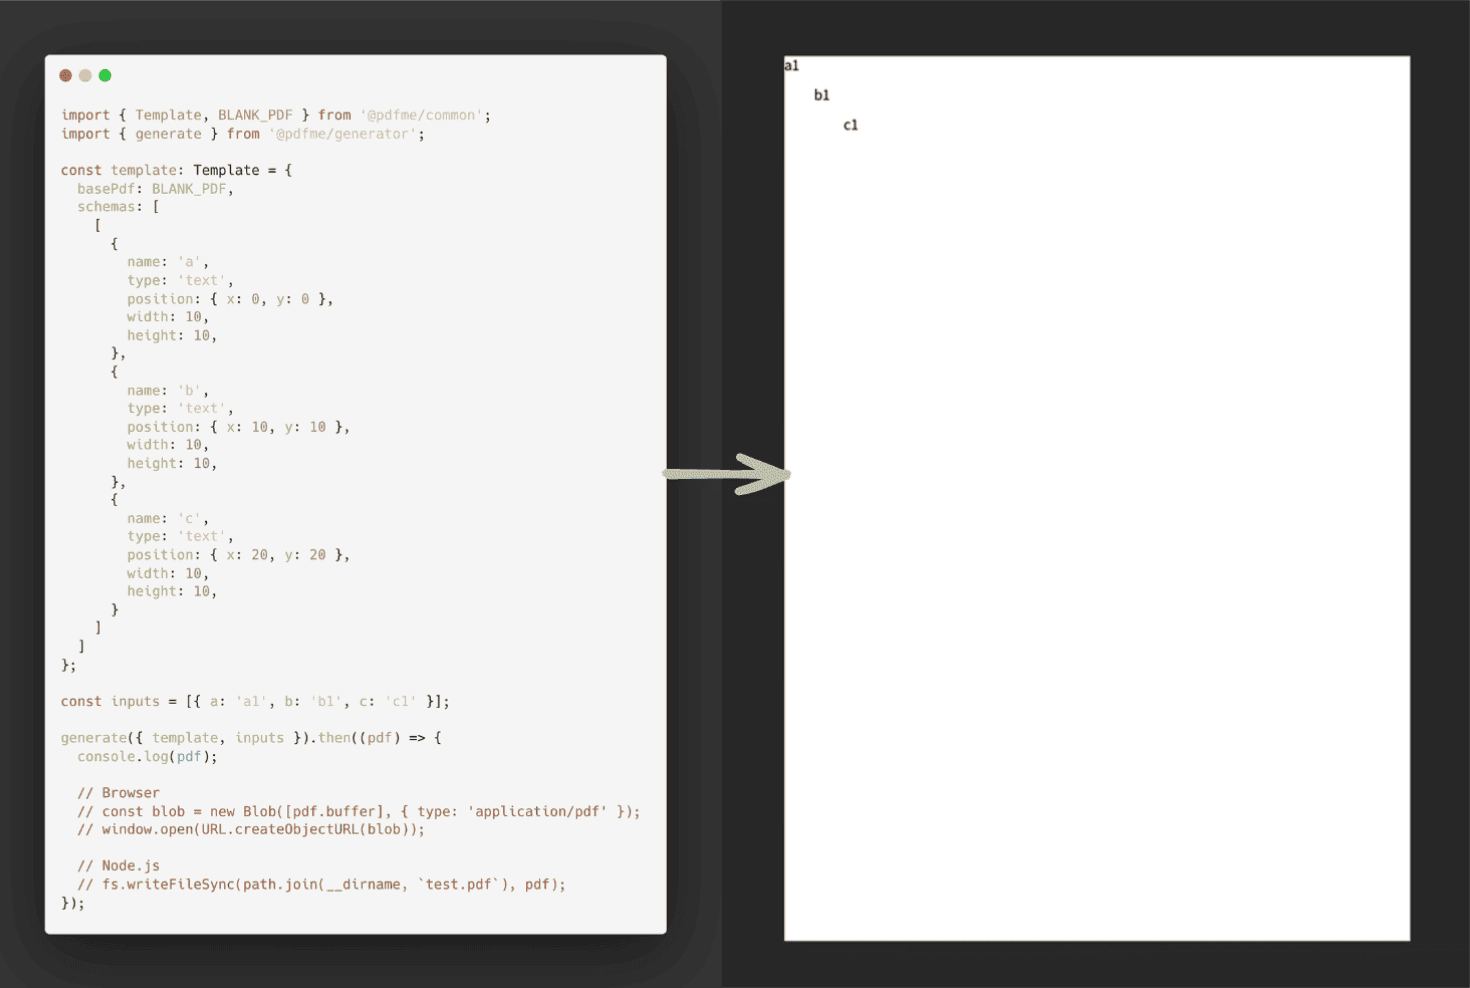 import { Template, BLANK_PDF } from '@pdfme/common';
import { generate } from '@pdfme/generator';

const template: Template = {
  basePdf: BLANK_PDF,
  schemas: [
    [
      {
        name: 'a',
        type: 'text',
        position: { x: 0, y: 0 },
        width: 10,
        height: 10,
      },
      {
        name: 'b',
        type: 'text',
        position: { x: 10, y: 10 },
        width: 10,
        height: 10,
      },
      {
        name: 'c',
        type: 'text',
        position: { x: 20, y: 20 },
        width: 10,
        height: 10,
      }
    ]
  ]
};

const inputs = [{ a: 'a1', b: 'b1', c: 'c1' }];

generate({ template, inputs }).then((pdf) => {
  console.log(pdf);

  // Browser
  // const blob = new Blob([pdf.buffer], { type: 'application/pdf' });
  // window.open(URL.createObjectURL(blob));

  // Node.js
  // fs.writeFileSync(path.join(__dirname, `test.pdf`), pdf);
});
a1
b1
c1